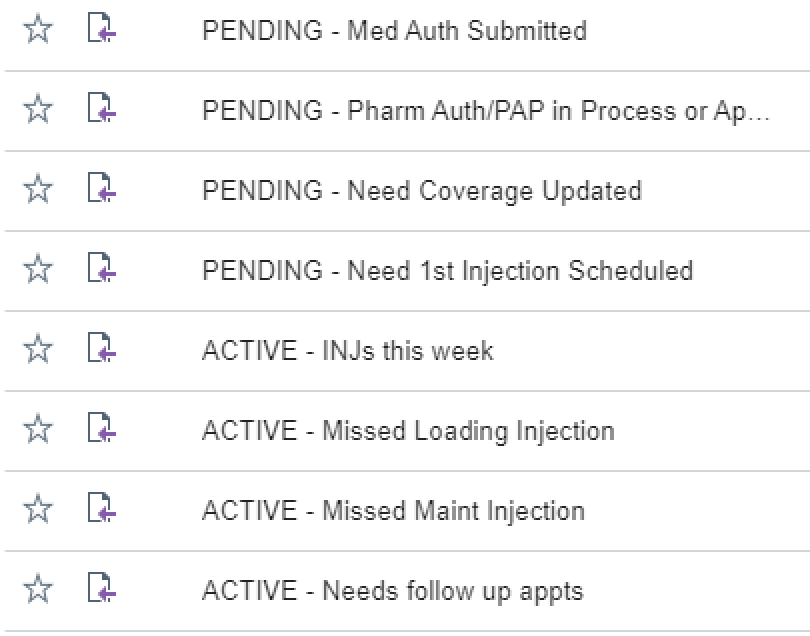 PENDING - Med Auth Submitted
PENDING - Pharm Auth/PAP in Process or Ap...
PENDING - Need Coverage Updated
PENDING - Need 1st Injection Scheduled
ACTIVE - INJs this week
ACTIVE - Missed Loading Injection
ACTIVE - Missed Maint Injection
ACTIVE - Needs follow up appts